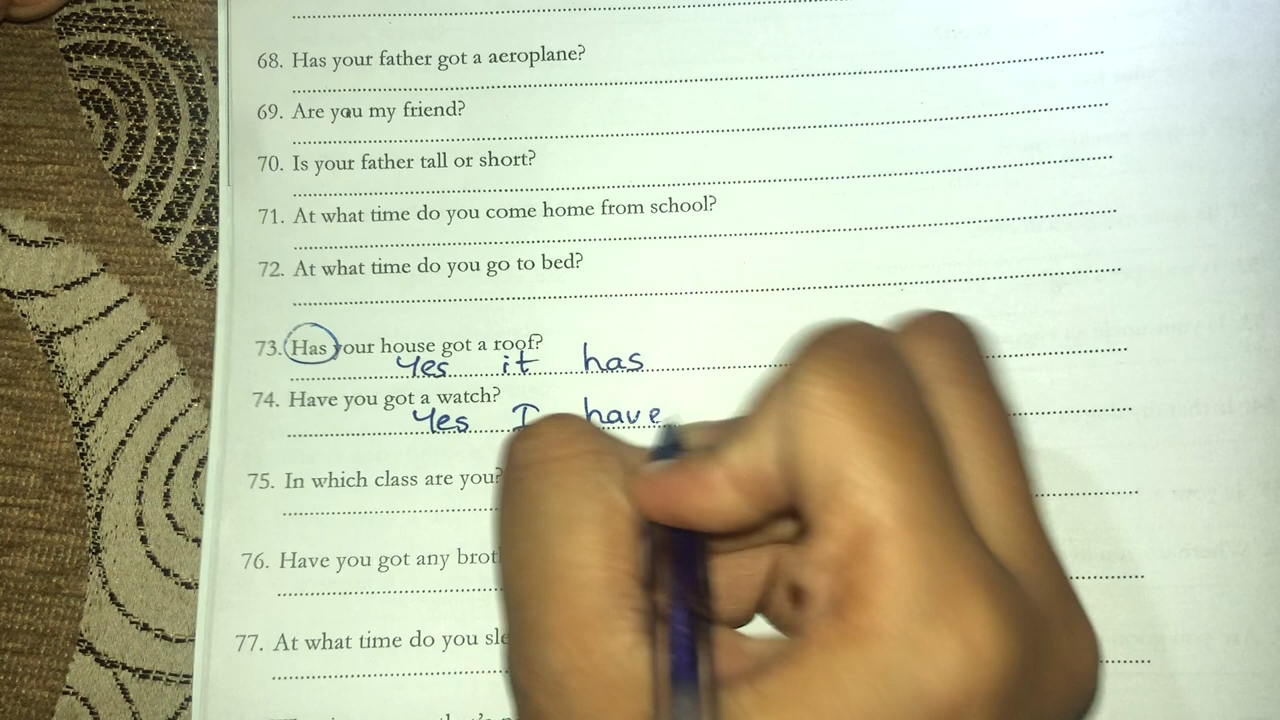 68. Has your father got a aeroplane?
69. Are you my friend?
70. Is your father tall or short?
71. At what time do you come home from school?
72. At what time do you go to bed?
73. Has your house got a roof?
Yes it has
74. Have you got a watch?
Yes I have
75. In which class are you?
76. Have you got any
77. At what time do you